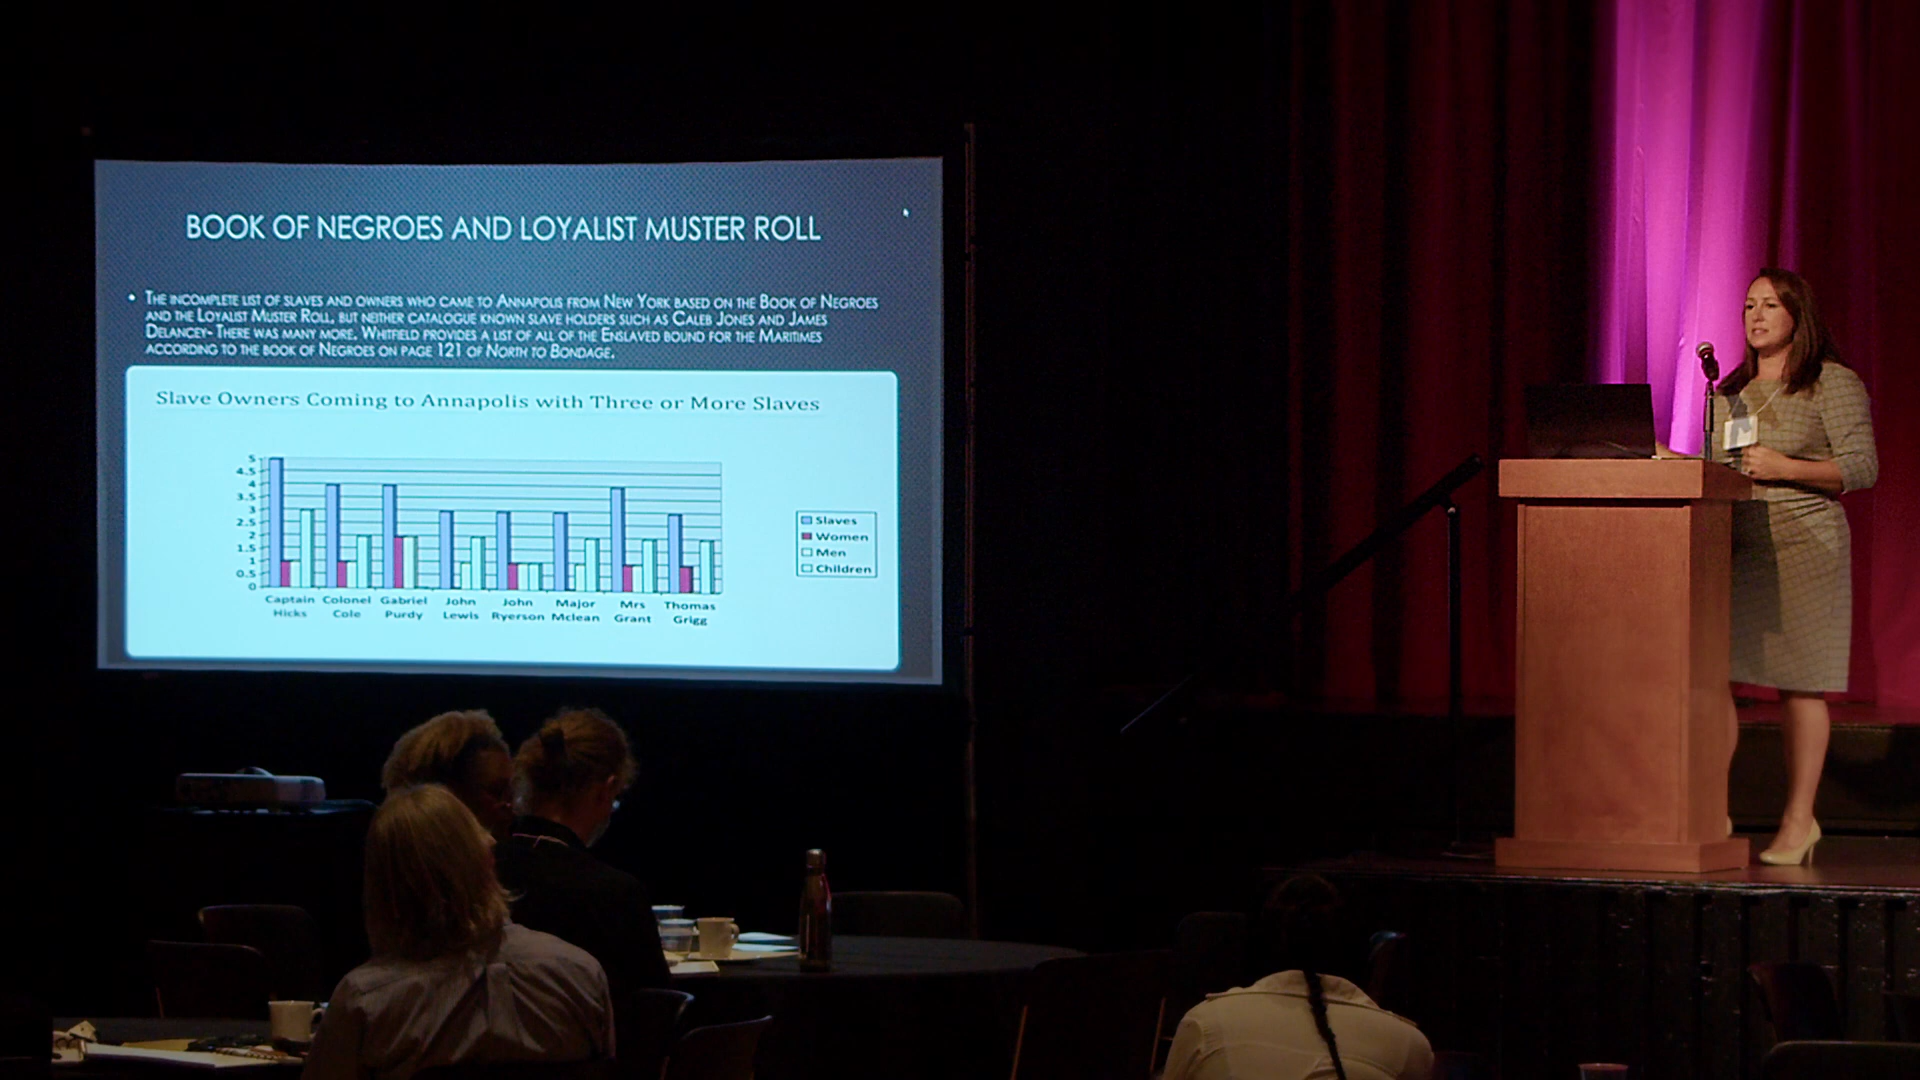 BOOK OF NEGROES AND LOYALIST MUSTER ROLL
• THE INCOMPLETE LIST OF SLAVES AND OWNERS WHO CAME TO ANNAPOLIS FROM NEW YORK BASED ON THE BOOK OF NEGROES
AND THE LOYALIST MUSTER ROLL, BUT NEITHER CATALOGUE KNOWN SLAVE HOLDERS SUCH AS CALEB JONES AND JAMES
DELANCEY- THERE WAS MANY MORE. WHITFIELD PROVIDES A LIST OF ALL OF THE ENSLAVED BOUND FOR THE MARITIMES
ACCORDING TO THE BOOK OF NEGROES ON PAGE 121 OF NORTH TO BONDAGE.
Slave Owners Coming to Annapolis with Three or More Slaves
5
4.5
4
3.5
3
2.5
2
1.5
1
0.5
0
Captain Hicks
Colonel Cole
Gabriel Purdy
John Lewis
John Ryerson
Major Mclean
Mrs Grant
Thomas Grigg
Slaves
Women
Men
Children